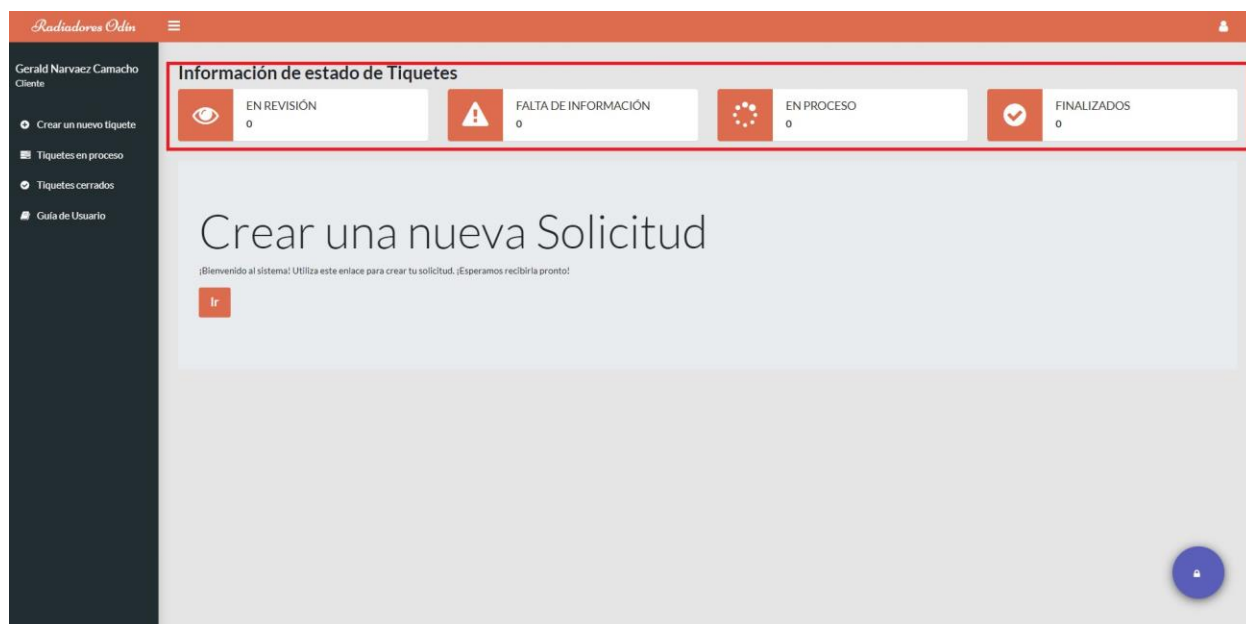 Radiadores Odín
Gerald Narvaez Camacho
Cliente
Crear un nuevo tiquete
Tiquetes en proceso
Tiquetes cerrados
Guía de Usuario
Información de estado de Tiquetes
EN REVISIÓN
0
FALTA DE INFORMACIÓN
0
EN PROCESO
0
FINALIZADOS
0
Crear una nueva Solicitud
¡Bienvenido al sistema! Utiliza este enlace para crear tu solicitud. ¡Esperamos recibirla pronto!
Ir